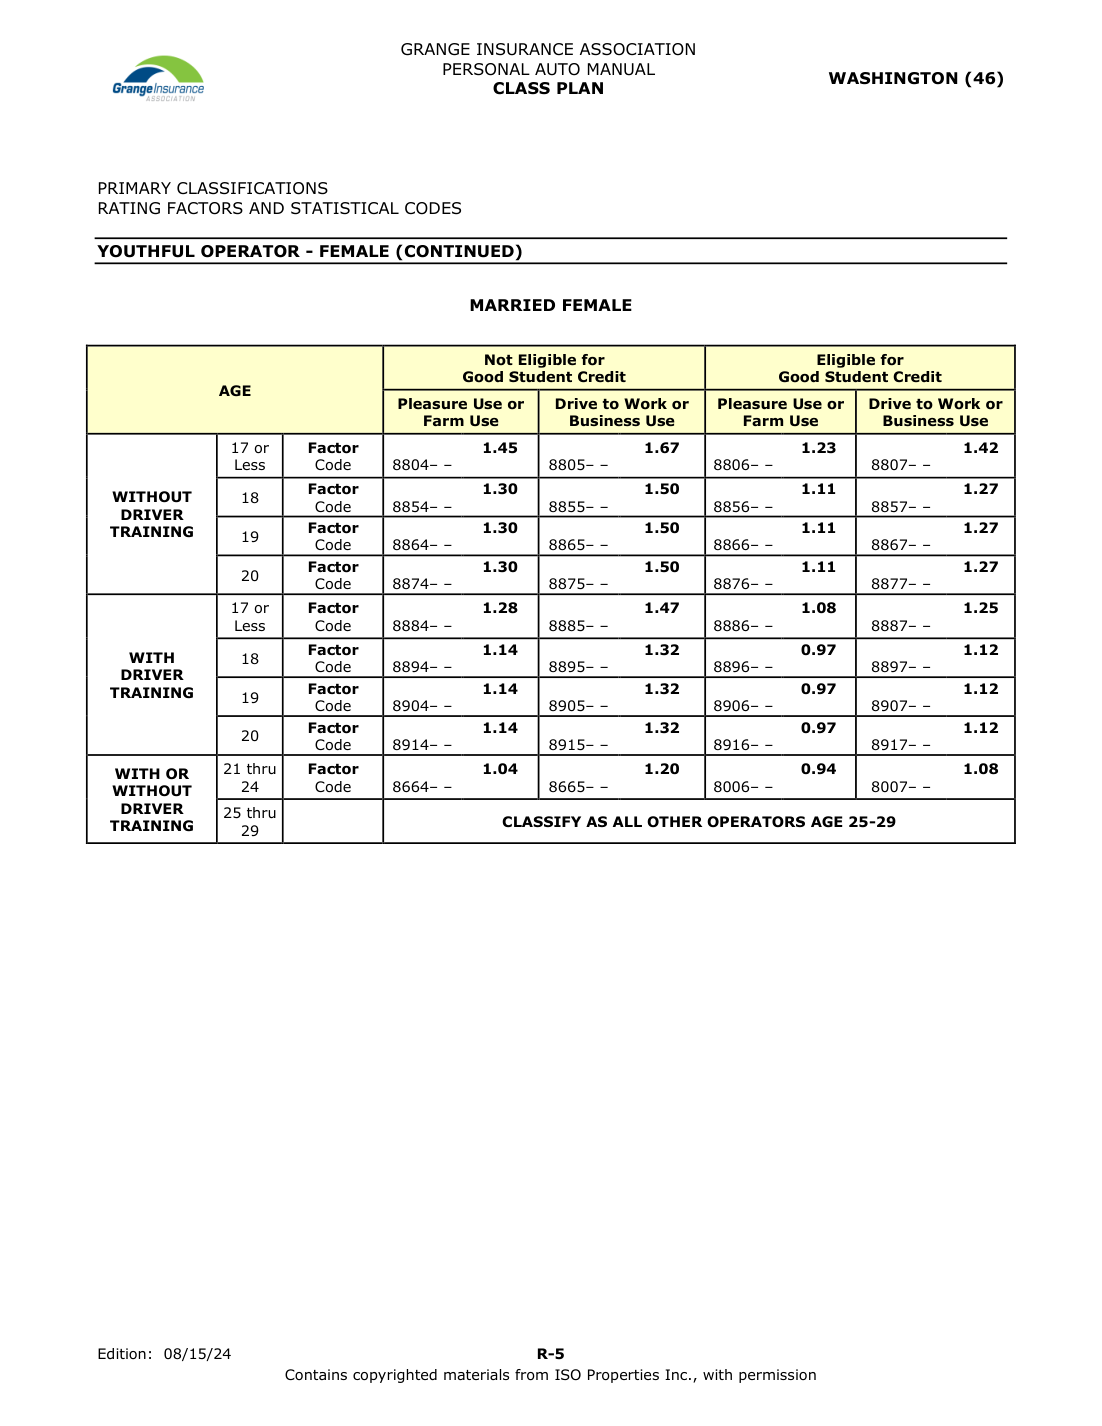 GRANGE INSURANCE ASSOCIATION
PERSONAL AUTO MANUAL
CLASS PLAN
WASHINGTON (46)
GrangeInsurance
ASSOCIATION
PRIMARY CLASSIFICATIONS
RATING FACTORS AND STATISTICAL CODES
YOUTHFUL OPERATOR - FEMALE (CONTINUED)
MARRIED FEMALE
AGE
Not Eligible for
Good Student Credit
Eligible for
Good Student Credit
Pleasure Use or
Farm Use
Drive to Work or
Business Use
Pleasure Use or
Farm Use
Drive to Work or
Business Use
WITHOUT
DRIVER
TRAINING
17 or
Less
Factor 1.45 1.67 1.23 1.42
Code 8804– – 8805– – 8806– – 8807– –
18
Factor 1.30 1.50 1.11 1.27
Code 8854– – 8855– – 8856– – 8857– –
19
Factor 1.30 1.50 1.11 1.27
Code 8864– – 8865– – 8866– – 8867– –
20
Factor 1.30 1.50 1.11 1.27
Code 8874– – 8875– – 8876– – 8877– –
WITH
DRIVER
TRAINING
17 or
Less
Factor 1.28 1.47 1.08 1.25
Code 8884– – 8885– – 8886– – 8887– –
18
Factor 1.14 1.32 0.97 1.12
Code 8894– – 8895– – 8896– – 8897– –
19
Factor 1.14 1.32 0.97 1.12
Code 8904– – 8905– – 8906– – 8907– –
20
Factor 1.14 1.32 0.97 1.12
Code 8914– – 8915– – 8916– – 8917– –
WITH OR
WITHOUT
DRIVER
TRAINING
21 thru
24
Factor 1.04 1.20 0.94 1.08
Code 8664– – 8665– – 8006– – 8007– –
25 thru
29
CLASSIFY AS ALL OTHER OPERATORS AGE 25-29
Edition: 08/15/24
R-5
Contains copyrighted materials from ISO Properties Inc., with permission